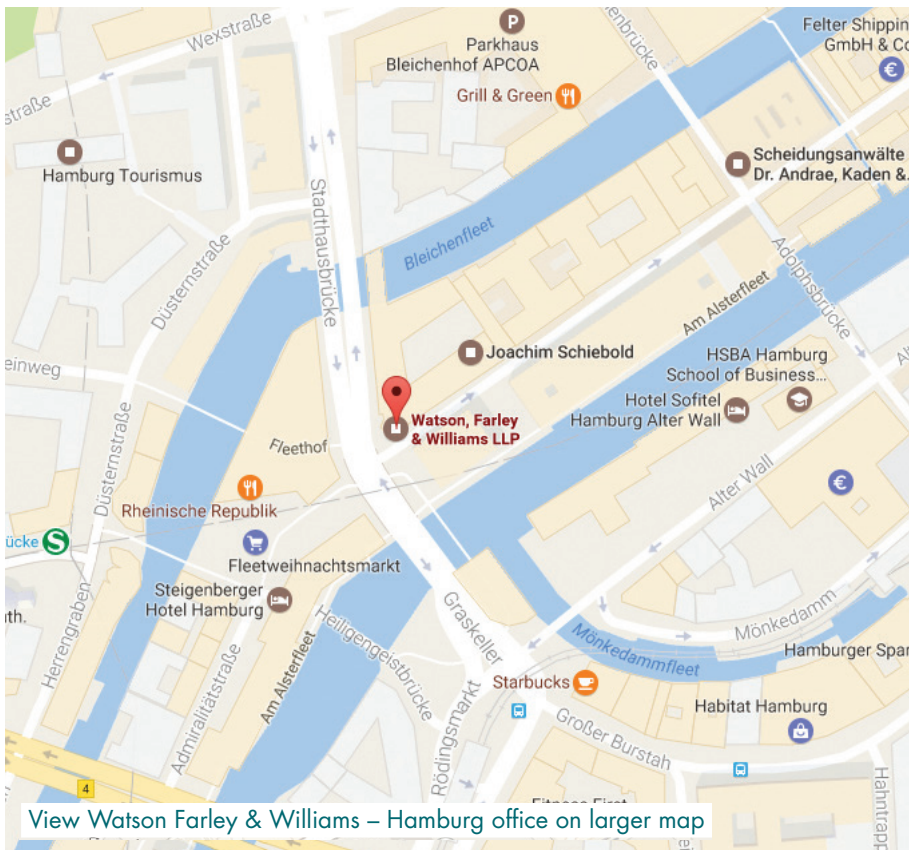 Wexstraße
P
Parkhaus
Bleichenhof APCOA
Felter Shippin
GmbH & Co
€
Grill & Green
straße
Hamburg Tourismus
Scheidungsanwälte
Dr. Andrae, Kaden &.
Stadthausbrücke
Bleichenfleet
Düsternstraße
Adolphsbrücke
Am Alsterfleet
Joachim Schiebold
HSBA Hamburg
School of Business...
Hotel Sofitel
Hamburg Alter Wall
einweg
Watson, Farley
& Williams LLP
Fleethof
Düsternstraße
Alter Wall
€
Rheinische Republik
ücke
S
Fleetweihnachtsmarkt
Steigenberger
Hotel Hamburg
Herrengraben
Graskeller
Mönkedamm
Heiligengeistbrücke
Mönkedammfleet
Hamburger Spar
Am Alsterfleet
Admiralitätstraße
Starbucks
Habitat Hamburg
Rödingsmarkt
Großer Burstah
Hahntrapp
4
Fitness First
View Watson Farley & Williams – Hamburg office on larger map